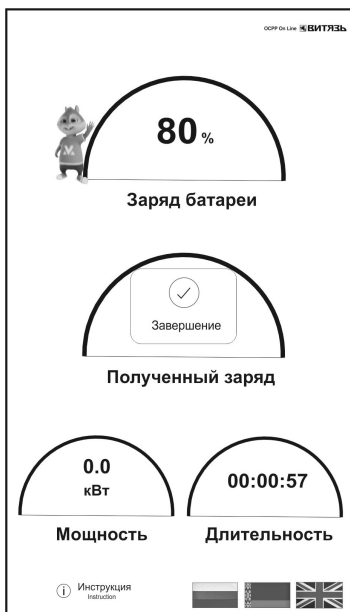 OCPP On Line ВИТЯЗЬ
80 %
Заряд батареи
Завершение
Полученный заряд
0.0
кВт
00:00:57
Мощность
Длительность
i Инструкция
Instruction